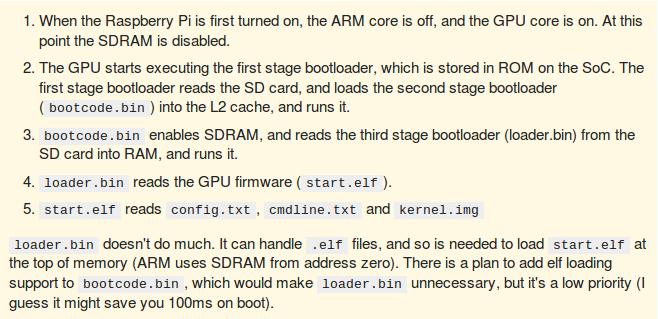 1. When the Raspberry Pi is first turned on, the ARM core is off, and the GPU core is on. At this
point the SDRAM is disabled.
2. The GPU starts executing the first stage bootloader, which is stored in ROM on the SoC. The
first stage bootloader reads the SD card, and loads the second stage bootloader
( bootcode.bin ) into the L2 cache, and runs it.
3. bootcode.bin enables SDRAM, and reads the third stage bootloader (loader.bin) from the
SD card into RAM, and runs it.
4. loader.bin reads the GPU firmware ( start.elf ).
5. start.elf reads config.txt , cmdline.txt and kernel.img
loader.bin doesn't do much. It can handle .elf files, and so is needed to load start.elf at
the top of memory (ARM uses SDRAM from address zero). There is a plan to add elf loading
support to bootcode.bin , which would make loader.bin unnecessary, but it's a low priority (I
guess it might save you 100ms on boot).